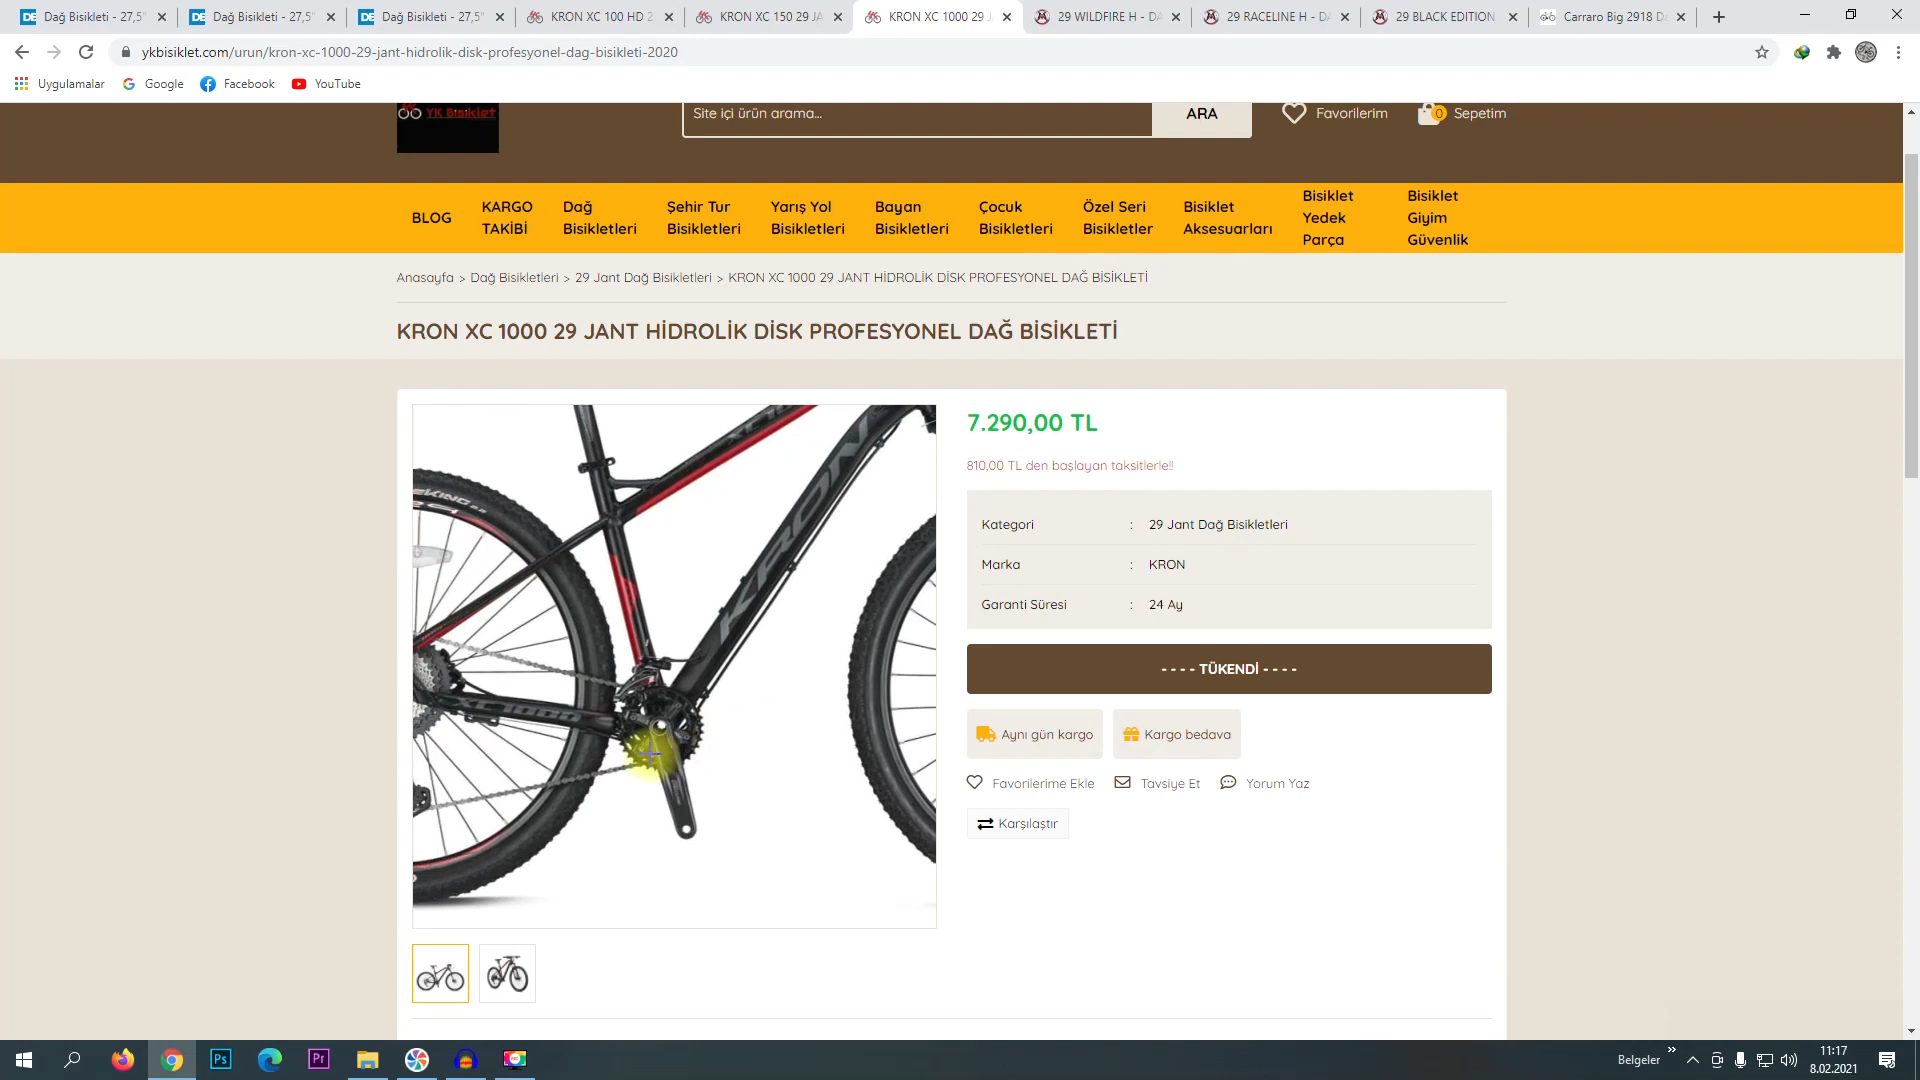 Dağ Bisikleti - 27,5"
Dağ Bisikleti - 27,5"
Dağ Bisikleti - 27,5"
KRON XC 100 HD 2
KRON XC 150 29 JA
KRON XC 1000 29 J
29 WILDFIRE H - DA
29 RACELINE H - DA
29 BLACK EDITION
Carraro Big 2918 D
ykbisiklet.com/urun/kron-xc-1000-29-jant-hidrolik-disk-profesyonel-dag-bisikleti-2020
Uygulamalar
Google
Facebook
YouTube
YK Bisiklet
Site içi ürün arama...
ARA
Favorilerim
0 Sepetim
BLOG
KARGO TAKİBİ
Dağ Bisikletleri
Şehir Tur Bisikletleri
Yarış Yol Bisikletleri
Bayan Bisikletleri
Çocuk Bisikletleri
Özel Seri Bisikletler
Bisiklet Aksesuarları
Bisiklet Yedek Parça
Bisiklet Giyim Güvenlik
Anasayfa > Dağ Bisikletleri > 29 Jant Dağ Bisikletleri > KRON XC 1000 29 JANT HİDROLİK DİSK PROFESYONEL DAĞ BİSİKLETİ
KRON XC 1000 29 JANT HİDROLİK DİSK PROFESYONEL DAĞ BİSİKLETİ
KRON
XC 1000
7.290,00 TL
810,00 TL den başlayan taksitlerle!!
Kategori : 29 Jant Dağ Bisikletleri
Marka : KRON
Garanti Süresi : 24 Ay
- - - - TÜKENDİ - - - -
Aynı gün kargo
Kargo bedava
Favorilerime Ekle
Tavsiye Et
Yorum Yaz
Karşılaştır
Belgeler
11:17
8.02.2021